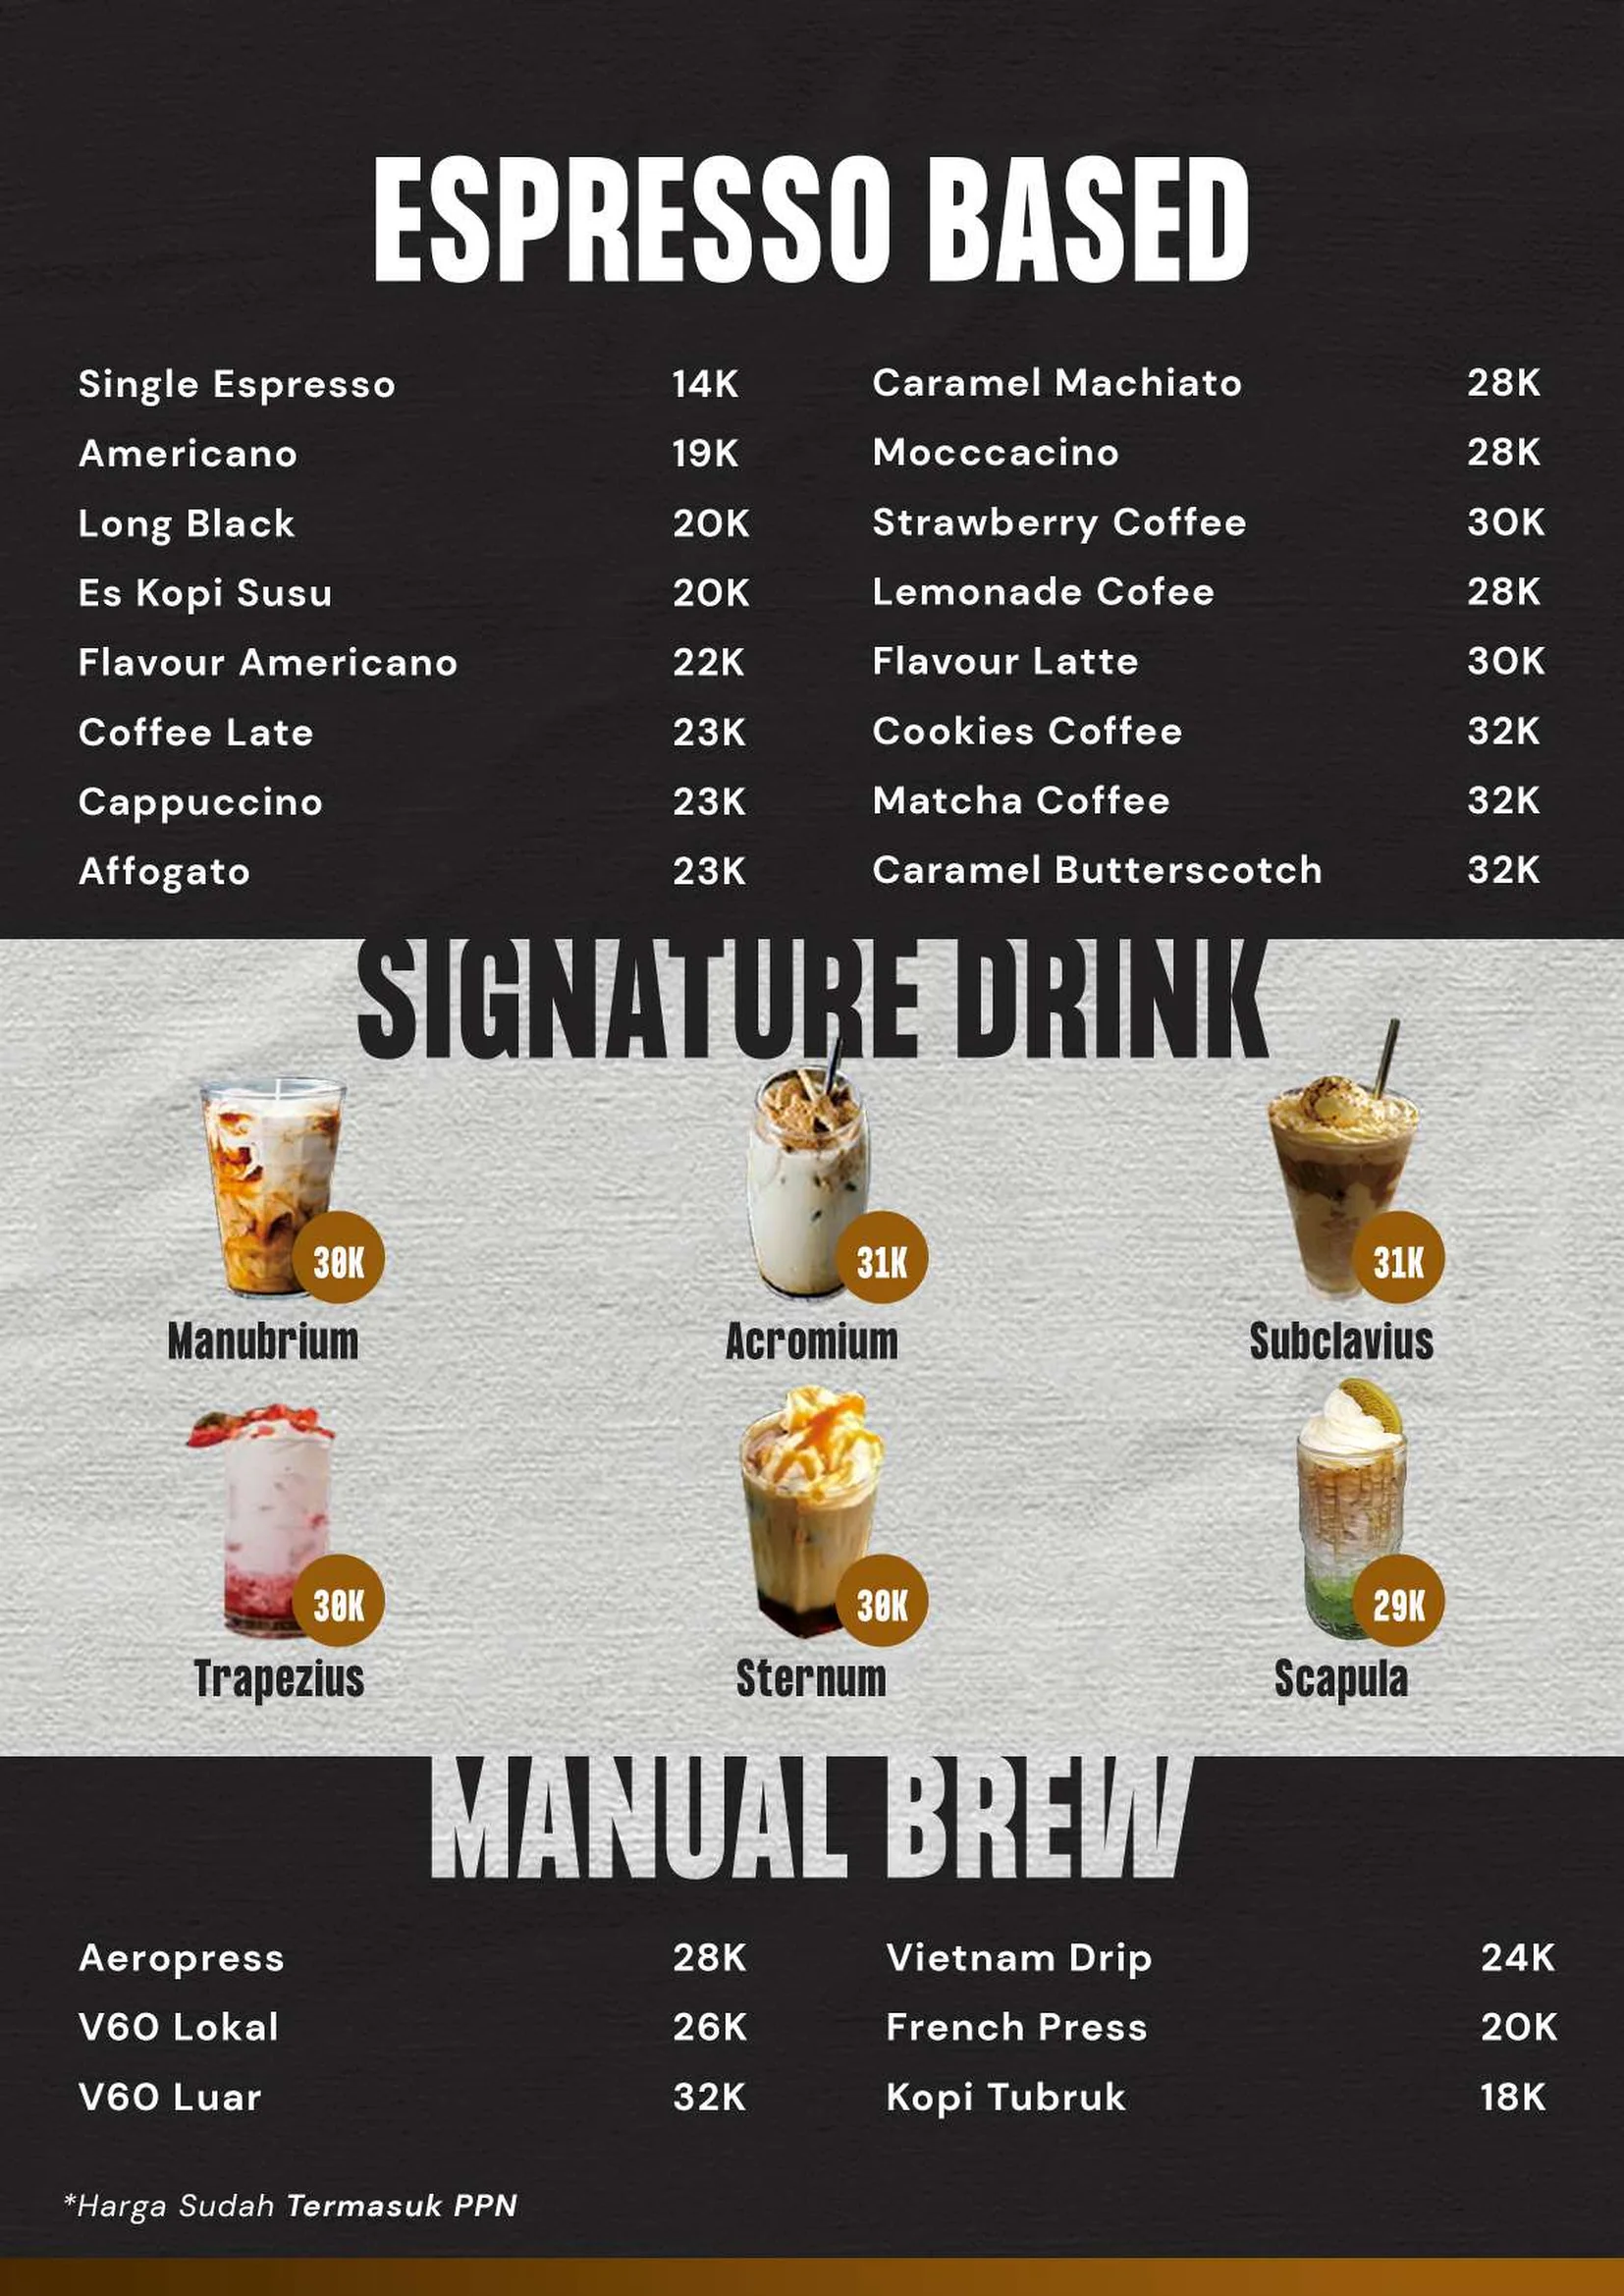 ESPRESSO BASED
Single Espresso 14K
Americano 19K
Long Black 20K
Es Kopi Susu 20K
Flavour Americano 22K
Coffee Late 23K
Cappuccino 23K
Affogato 23K
Caramel Machiato 28K
Mocccacino 28K
Strawberry Coffee 30K
Lemonade Cofee 28K
Flavour Latte 30K
Cookies Coffee 32K
Matcha Coffee 32K
Caramel Butterscotch 32K
SIGNATURE DRINK
30K
Manubrium
31K
Acromium
31K
Subclavius
30K
Trapezius
30K
Sternum
29K
Scapula
MANUAL BREW
Aeropress 28K
V60 Lokal 26K
V60 Luar 32K
Vietnam Drip 24K
French Press 20K
Kopi Tubruk 18K
*Harga Sudah Termasuk PPN